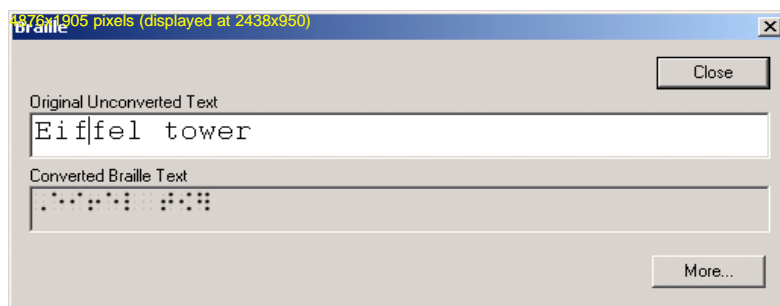 4876x1905 pixels (displayed at 2438x950)
Braille
Close
Original Unconverted Text
Eiffel tower
Converted Braille Text
⠠⠑⠊⠖⠑⠇ ⠞⠪⠻
More...